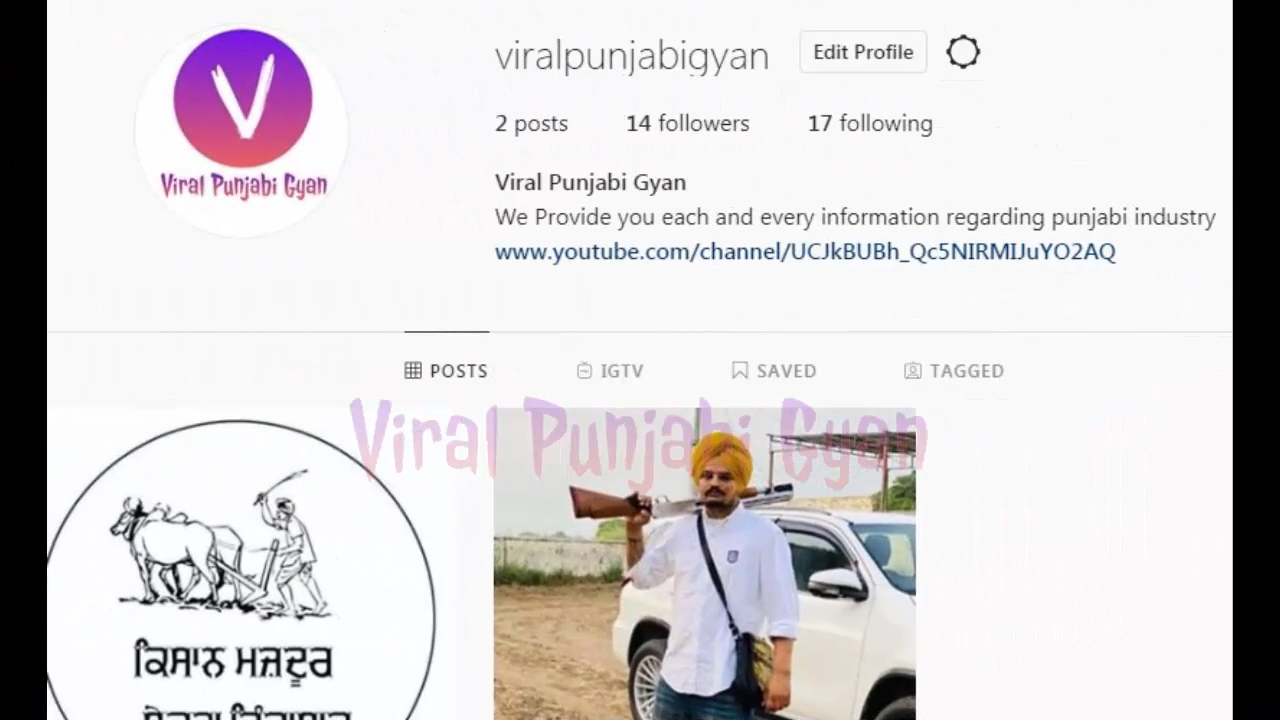 V
Viral Punjabi Gyan
viralpunjabigyan Edit Profile
2 posts 14 followers 17 following
Viral Punjabi Gyan
We Provide you each and every information regarding punjabi industry
www.youtube.com/channel/UCJkBUBh_Qc5NIRMIJuYO2AQ
POSTS IGTV SAVED TAGGED
Viral Punjabi Gyan
ਕਿਸਾਨ ਮਜ਼ਦੂਰ